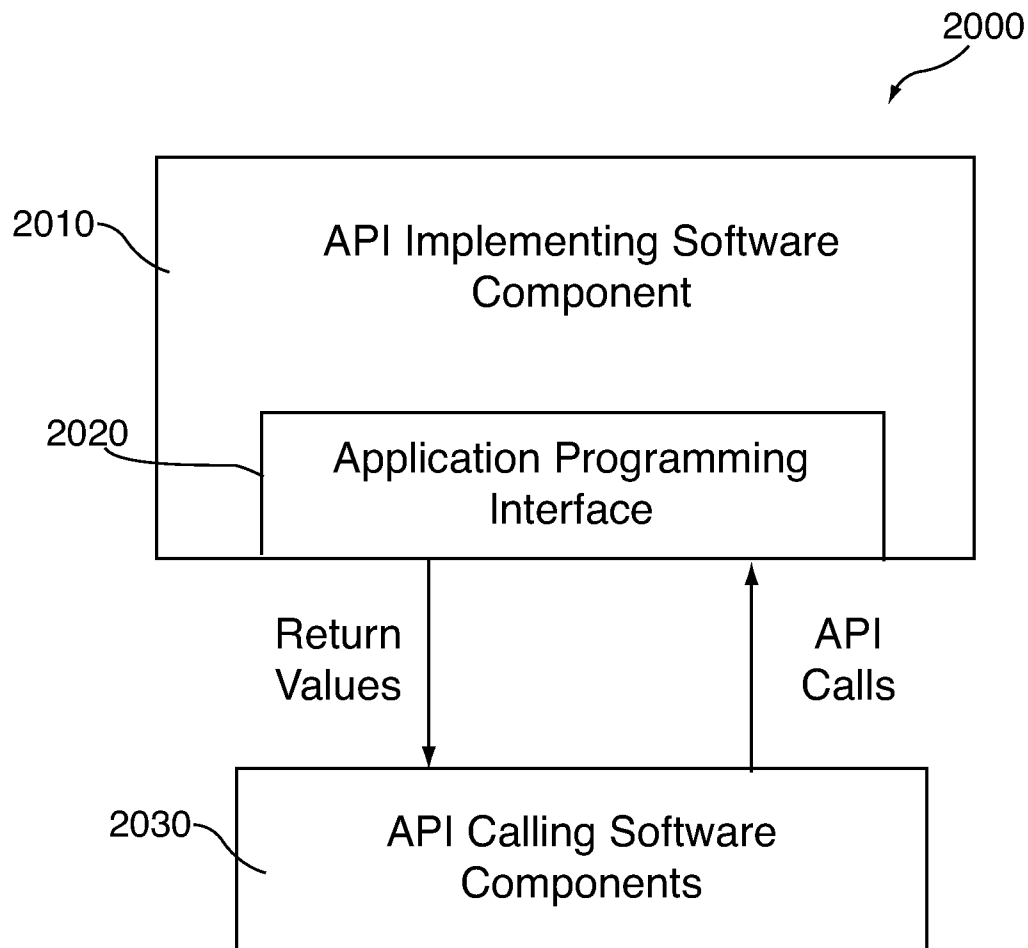 2000
2010
API Implementing Software
Component
2020
Application Programming
Interface
Return
Values
API
Calls
2030
API Calling Software
Components